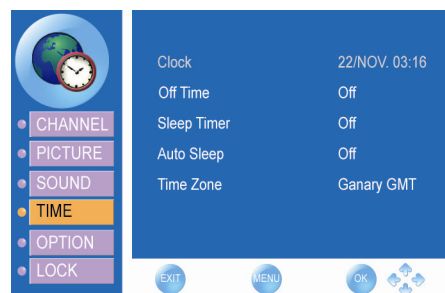 CHANNEL
PICTURE
SOUND
TIME
OPTION
LOCK
Clock 22/NOV. 03:16
Off Time Off
Sleep Timer Off
Auto Sleep Off
Time Zone Ganary GMT
EXIT MENU OK